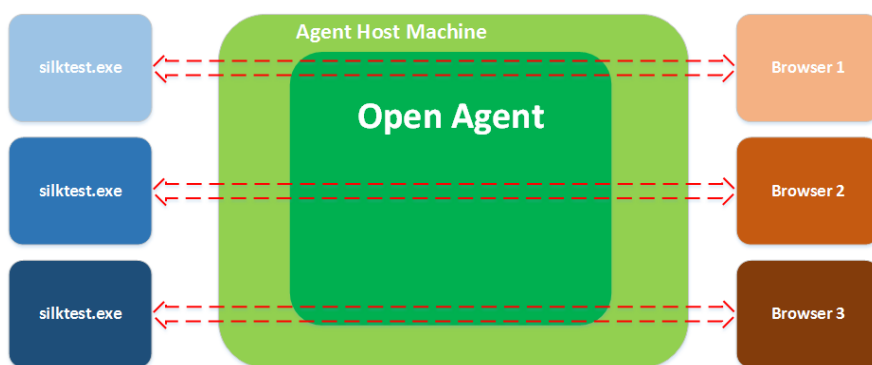 Agent Host Machine
silktest.exe
Browser 1
Open Agent
silktest.exe
Browser 2
silktest.exe
Browser 3